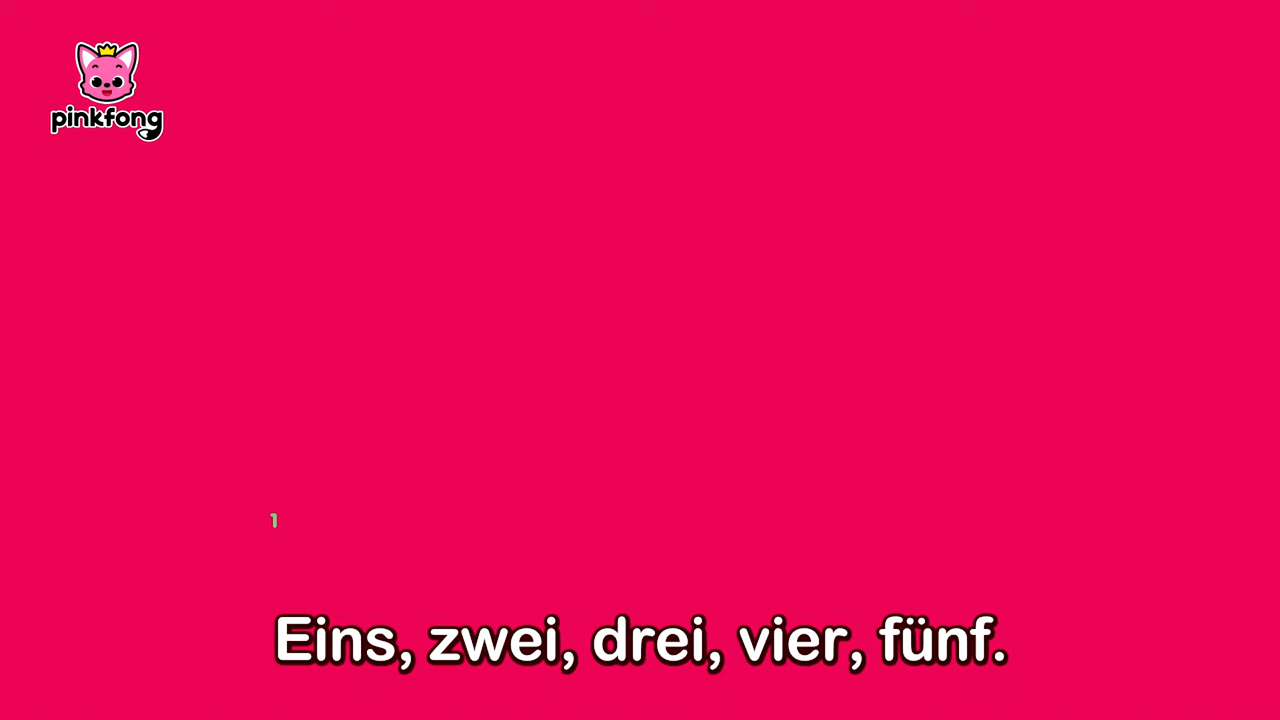 pinkfong
1
Eins, zwei, drei, vier, fünf.